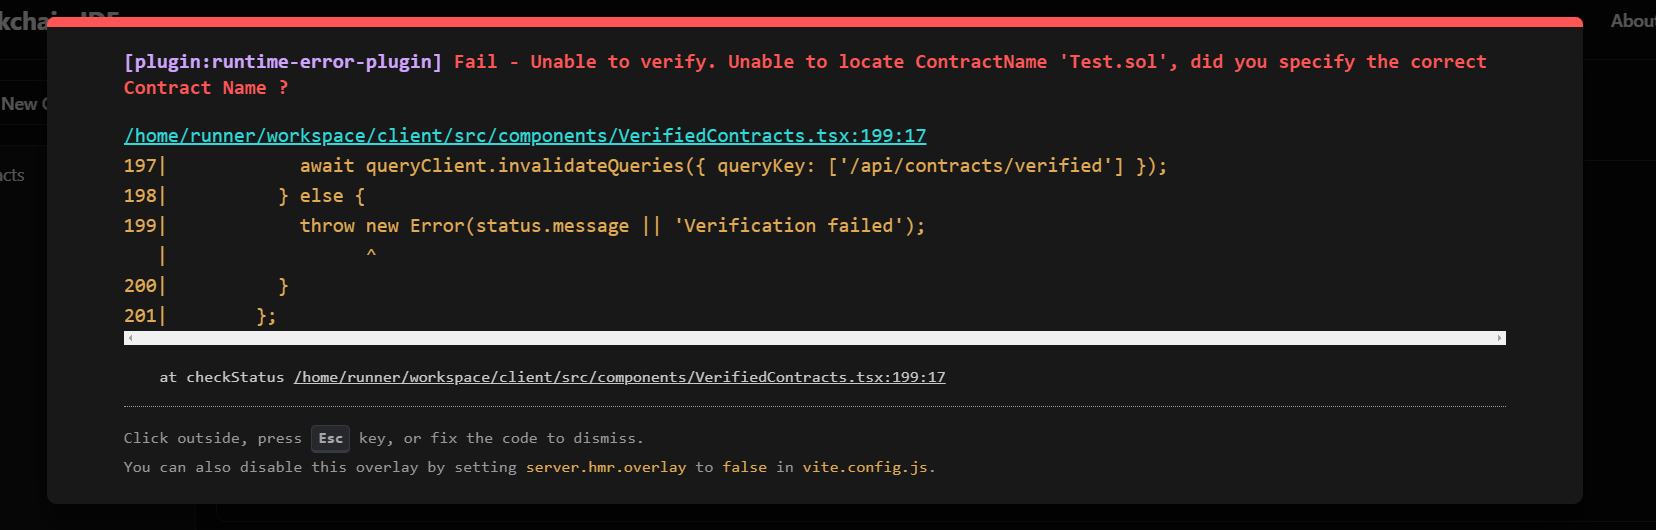 About
New
[plugin:runtime-error-plugin] Fail - Unable to verify. Unable to locate ContractName 'Test.sol', did you specify the correct
Contract Name ?
/home/runner/workspace/client/src/components/VerifiedContracts.tsx:199:17
197|            await queryClient.invalidateQueries({ queryKey: ['/api/contracts/verified'] });
198|          } else {
199|            throw new Error(status.message || 'Verification failed');
   |                  ^
200|          }
201|        };
at checkStatus /home/runner/workspace/client/src/components/VerifiedContracts.tsx:199:17
Click outside, press Esc key, or fix the code to dismiss.
You can also disable this overlay by setting server.hmr.overlay to false in vite.config.js.